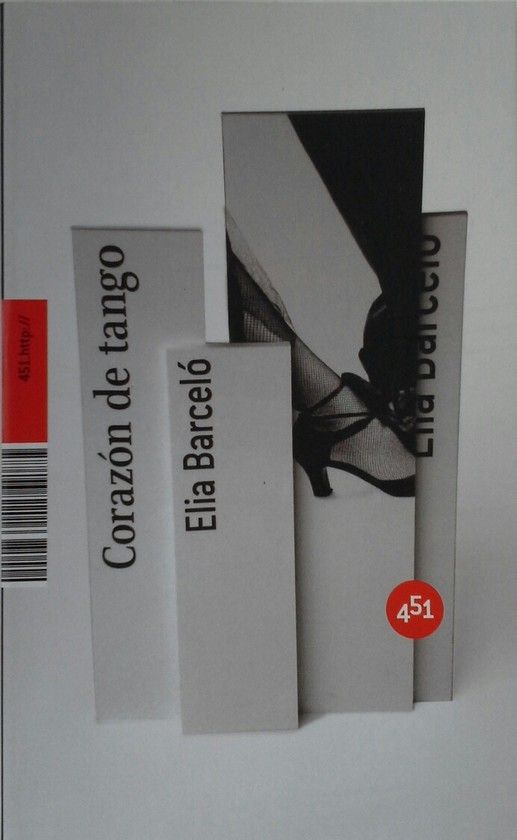 451.http://
Corazón de tango
Elia Barceló
Elia Barceló
451